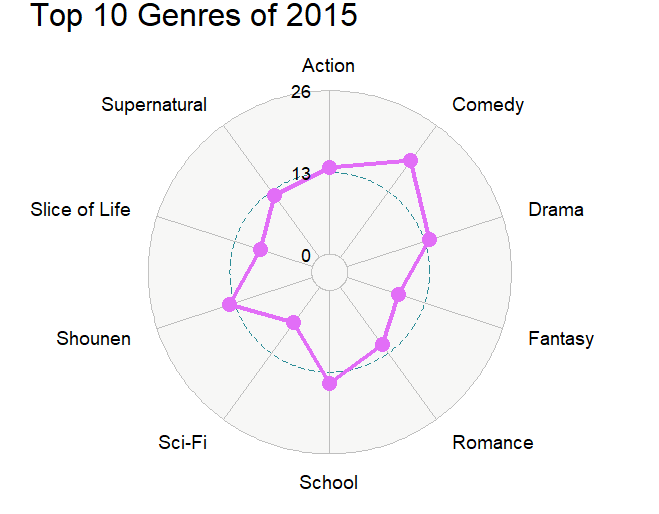 Top 10 Genres of 2015
Action
26
Supernatural
Comedy
13
Slice of Life
Drama
0
Shounen
Fantasy
Sci-Fi
Romance
School